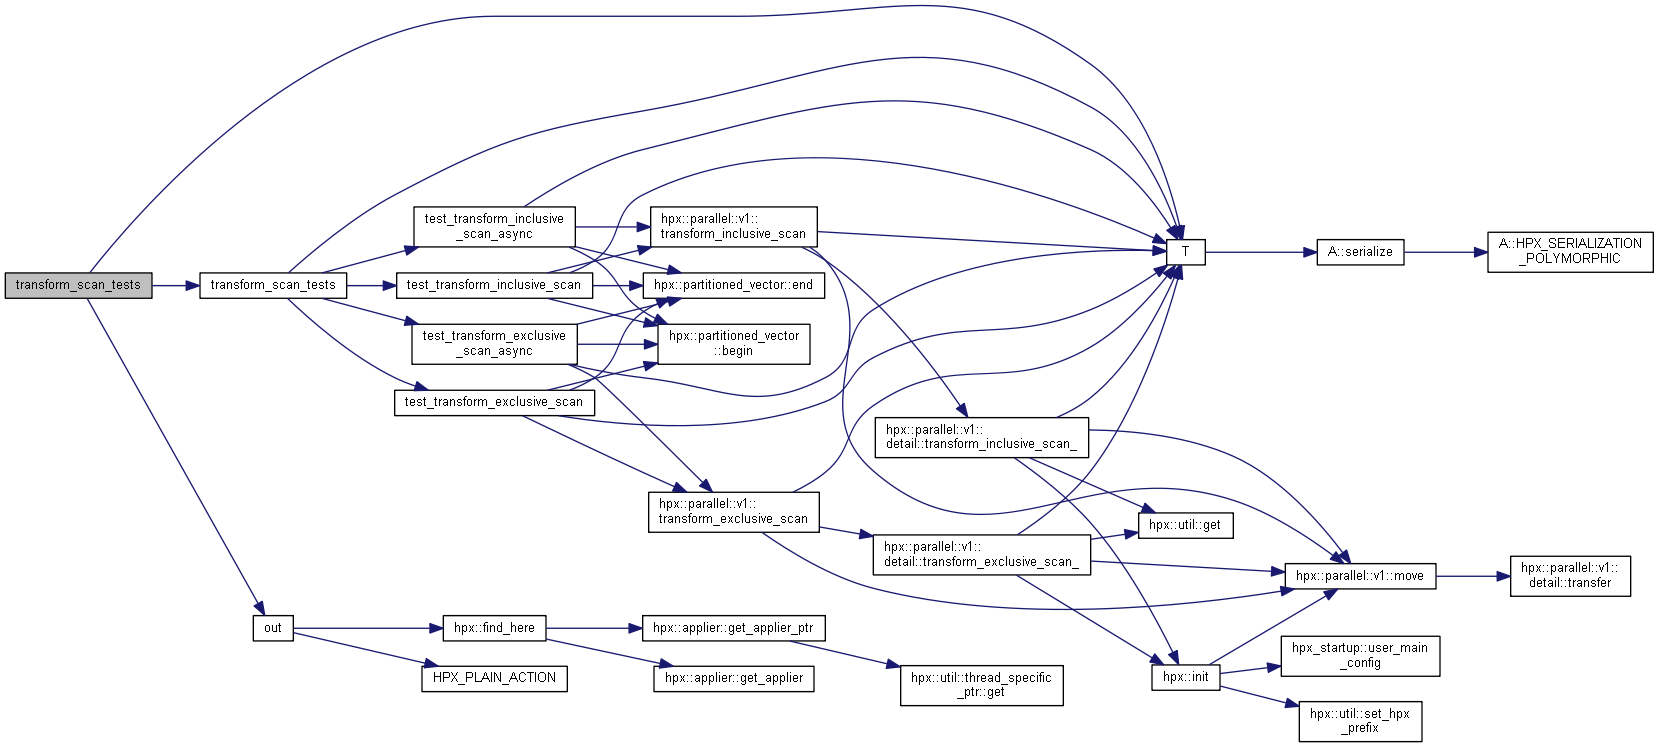 transform_scan_tests
transform_scan_tests
out
test_transform_inclusive
_scan_async
test_transform_inclusive_scan
test_transform_exclusive
_scan_async
test_transform_exclusive_scan
hpx::find_here
HPX_PLAIN_ACTION
hpx::parallel::v1::
transform_inclusive_scan
hpx::partitioned_vector::end
hpx::partitioned_vector
::begin
hpx::parallel::v1::
transform_exclusive_scan
hpx::applier::get_applier_ptr
hpx::applier::get_applier
hpx::parallel::v1::
detail::transform_inclusive_scan_
hpx::parallel::v1::
detail::transform_exclusive_scan_
hpx::util::thread_specific
_ptr::get
T
hpx::util::get
hpx::init
A::serialize
hpx::parallel::v1::move
hpx_startup::user_main
_config
hpx::util::set_hpx
_prefix
A::HPX_SERIALIZATION
_POLYMORPHIC
hpx::parallel::v1::
detail::transfer